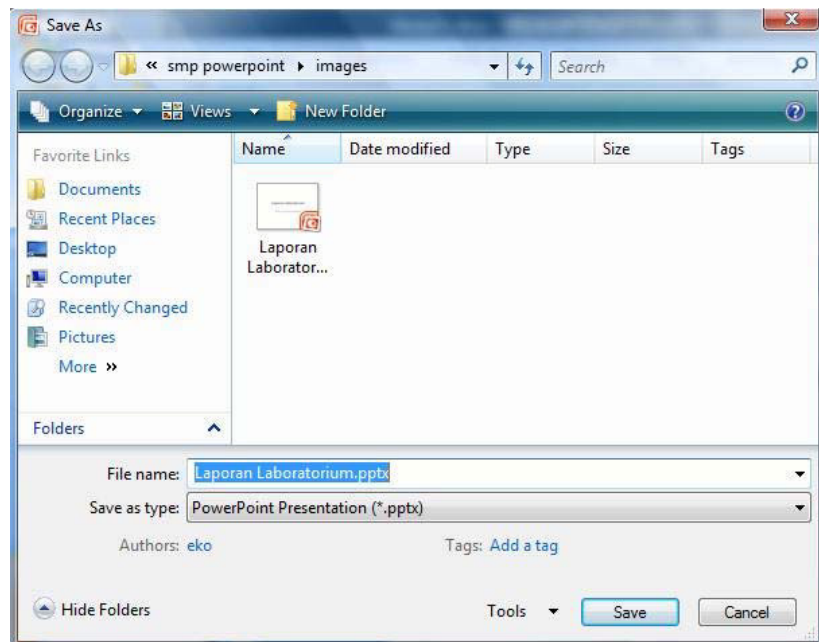 Save As
« smp powerpoint images
Search
Organize Views New Folder
Favorite Links
Documents
Recent Places
Desktop
Computer
Recently Changed
Pictures
More »
Folders
Name Date modified Type Size Tags
Laporan
Laborator...
File name: Laporan Laboratorium.pptx
Save as type: PowerPoint Presentation (*.pptx)
Authors: eko Tags: Add a tag
Hide Folders Tools Save Cancel